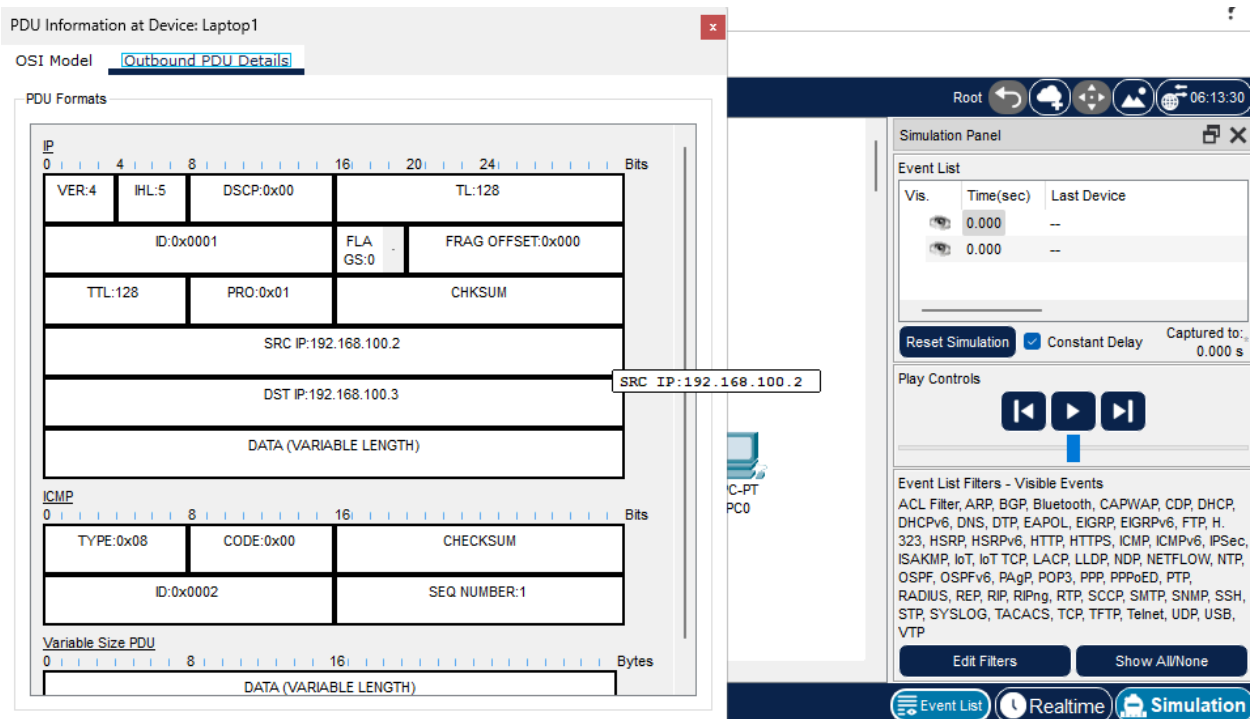 PDU Information at Device: Laptop1
x
OSI Model Outbound PDU Details
PDU Formats
IP
0 4 8 16 20 24 Bits
VER:4 IHL:5 DSCP:0x00 TL:128
ID:0x0001 FLA
GS:0 FRAG OFFSET:0x000
TTL:128 PRO:0x01 CHKSUM
SRC IP:192.168.100.2
DST IP:192.168.100.3
SRC IP:192.168.100.2
DATA (VARIABLE LENGTH)
ICMP
0 8 16 Bits
TYPE:0x08 CODE:0x00 CHECKSUM
ID:0x0002 SEQ NUMBER:1
Variable Size PDU
0 8 16 Bytes
DATA (VARIABLE LENGTH)
C-PT
PC0
Root 06:13:30
Simulation Panel
Event List
Vis. Time(sec) Last Device
0.000 --
0.000 --
Reset Simulation Constant Delay Captured to:
0.000 s
Play Controls
Event List Filters - Visible Events
ACL Filter, ARP, BGP, Bluetooth, CAPWAP, CDP, DHCP,
DHCPv6, DNS, DTP, EAPOL, EIGRP, EIGRPv6, FTP, H.
323, HSRP, HSRPv6, HTTP, HTTPS, ICMP, ICMPv6, IPSec,
ISAKMP, IoT, IoT TCP, LACP, LLDP, NDP, NETFLOW, NTP,
OSPF, OSPFv6, PAgP, POP3, PPP, PPPoED, PTP,
RADIUS, REP, RIP, RIPng, RTP, SCCP, SMTP, SNMP, SSH,
STP, SYSLOG, TACACS, TCP, TFTP, Telnet, UDP, USB,
VTP
Edit Filters Show All/None
Event List Realtime Simulation